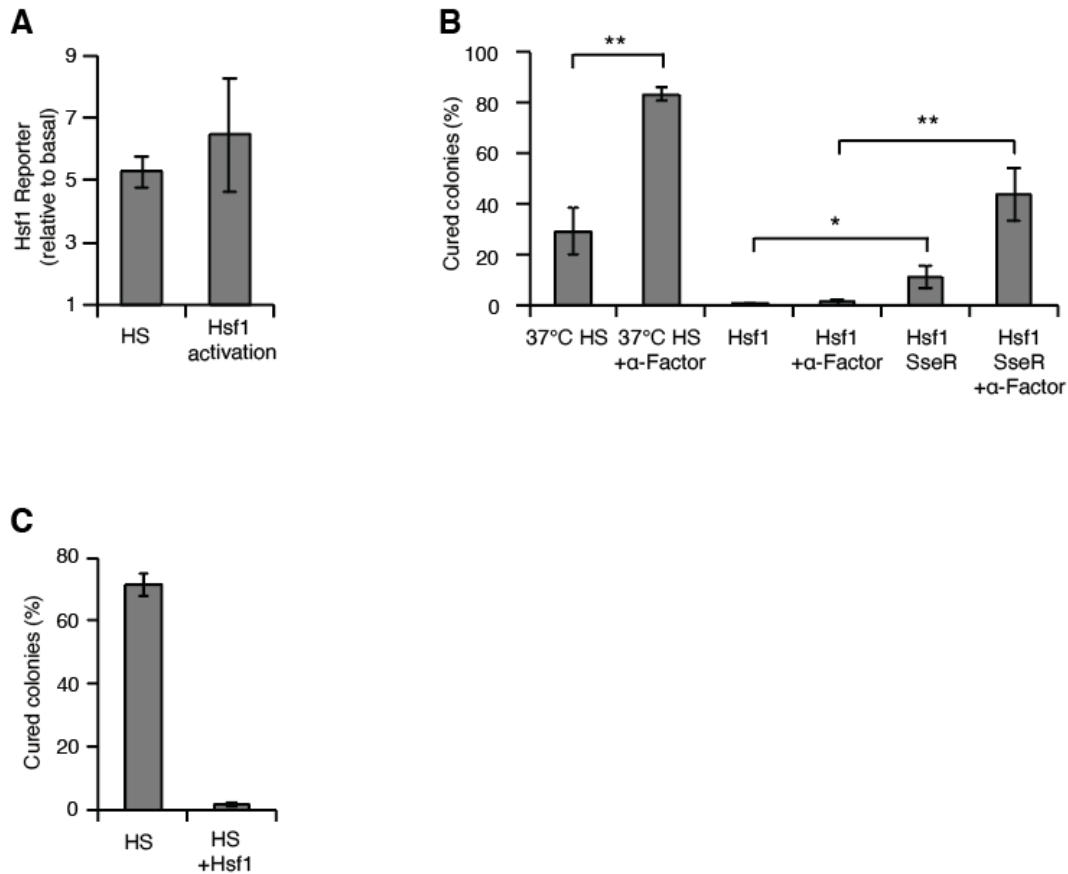 A
Hsf1 Reporter
(relative to basal)
9
7
5
3
1
HS
Hsf1
activation
B
Cured colonies (%)
100
80
60
40
20
0
**
*
**
37°C HS
37°C HS
+α-Factor
Hsf1
Hsf1
+α-Factor
Hsf1
SseR
Hsf1
SseR
+α-Factor
C
Cured colonies (%)
80
60
40
20
0
HS
HS
+Hsf1